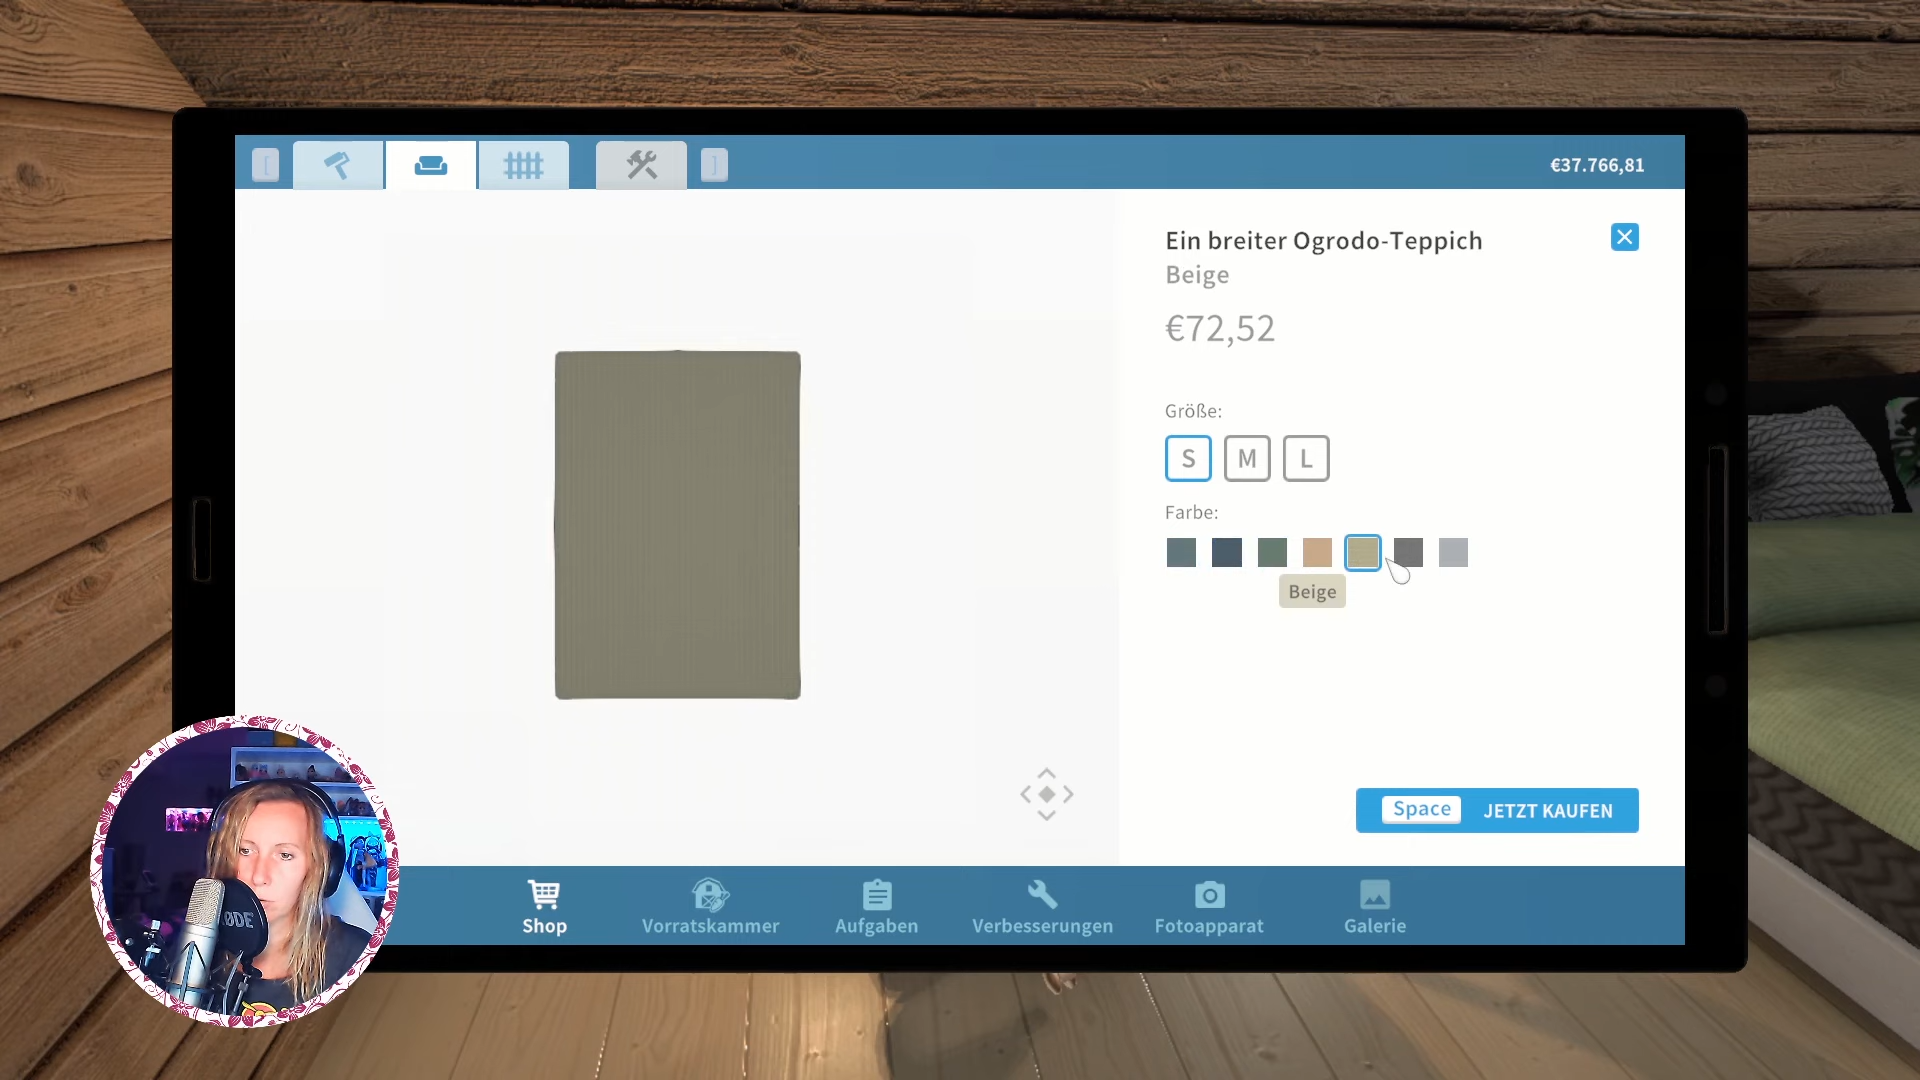 [
]
€37.766,81
Ein breiter Ogrodo-Teppich
Beige
€72,52
Größe:
S M L
Farbe:
Beige
Space JETZT KAUFEN
Shop
Vorratskammer
Aufgaben
Verbesserungen
Fotoapparat
Galerie
RØDE